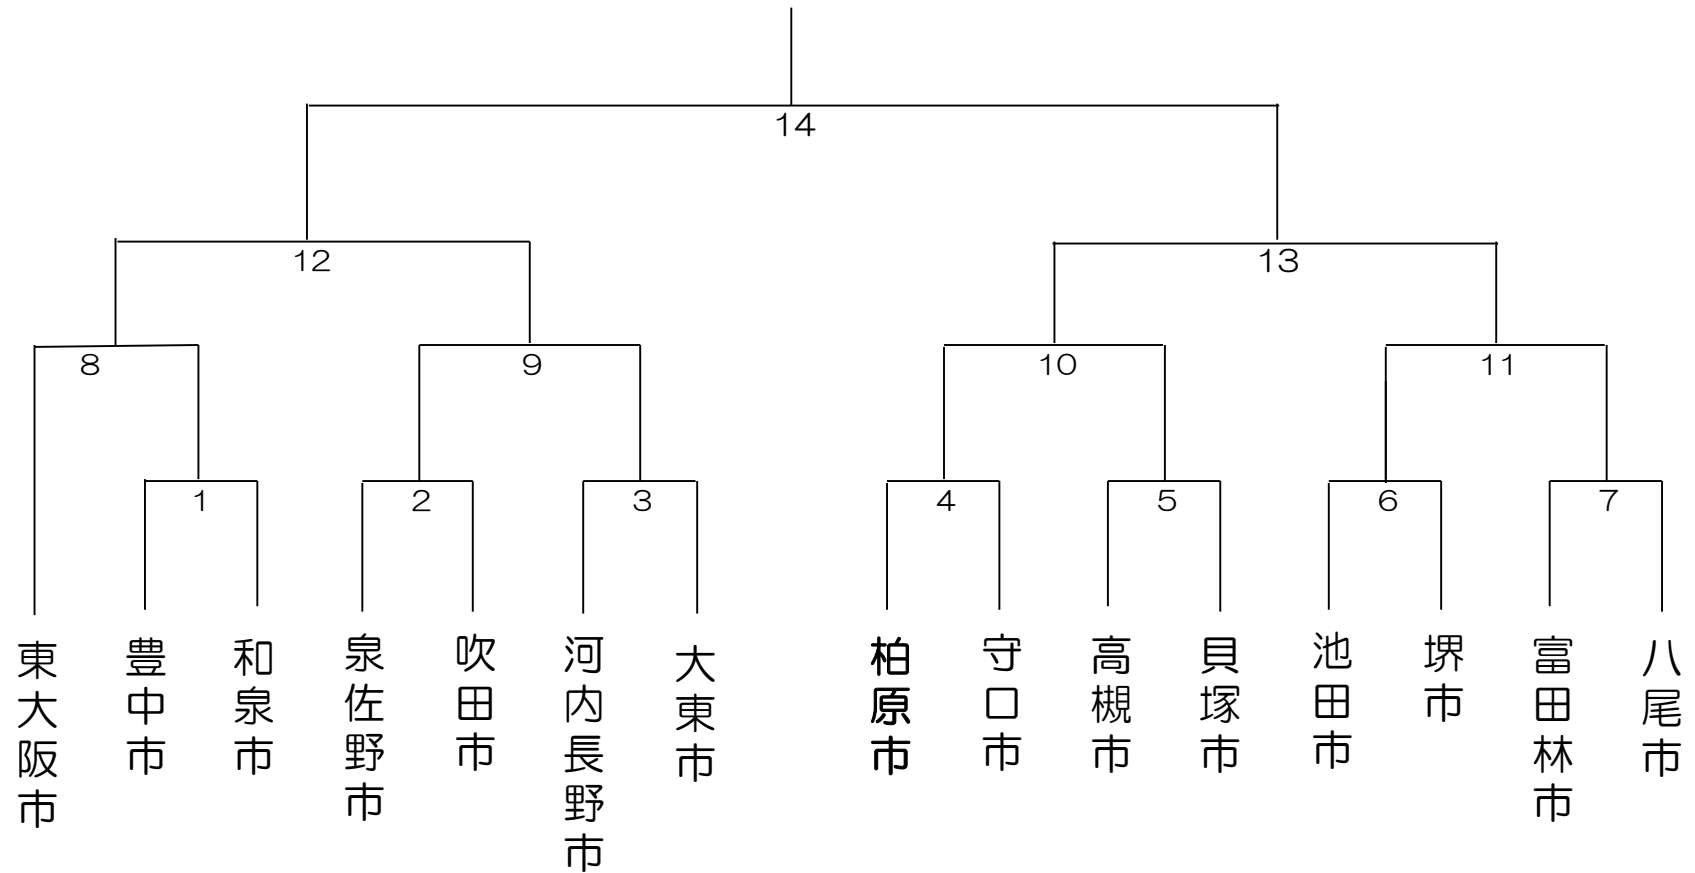 14
12
13
8
9
10
11
1
2
3
4
5
6
7
東大阪市
豊中市
和泉市
泉佐野市
吹田市
河内長野市
大東市
柏原市
守口市
高槻市
貝塚市
池田市
堺市
富田林市
八尾市